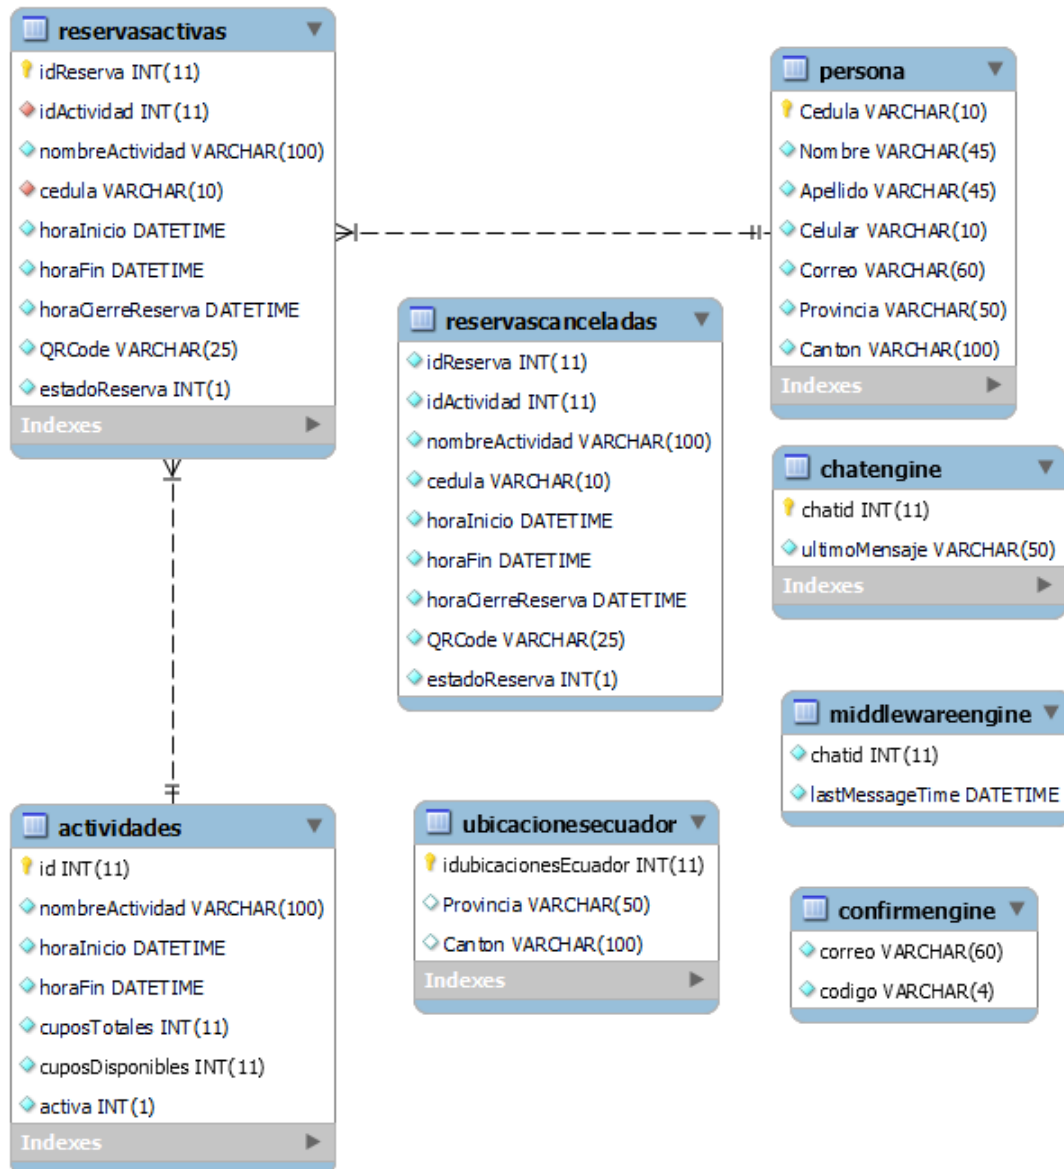 reservasactivas
idReserva INT(11)
idActividad INT(11)
nombreActividad VARCHAR(100)
cedula VARCHAR(10)
horaInicio DATETIME
horaFin DATETIME
horaCierreReserva DATETIME
QRCode VARCHAR(25)
estadoReserva INT(1)
Indexes
persona
Cedula VARCHAR(10)
Nombre VARCHAR(45)
Apellido VARCHAR(45)
Celular VARCHAR(10)
Correo VARCHAR(60)
Provincia VARCHAR(50)
Canton VARCHAR(100)
Indexes
reservascanceladas
idReserva INT(11)
idActividad INT(11)
nombreActividad VARCHAR(100)
cedula VARCHAR(10)
horaInicio DATETIME
horaFin DATETIME
horaCierreReserva DATETIME
QRCode VARCHAR(25)
estadoReserva INT(1)
chatengine
chatid INT(11)
ultimoMensaje VARCHAR(50)
Indexes
middlewareengine
chatid INT(11)
lastMessageTime DATETIME
actividades
id INT(11)
nombreActividad VARCHAR(100)
horaInicio DATETIME
horaFin DATETIME
cuposTotales INT(11)
cuposDisponibles INT(11)
activa INT(1)
Indexes
ubicacionesecuador
idubicacionesEcuador INT(11)
Provincia VARCHAR(50)
Canton VARCHAR(100)
Indexes
confirmengine
correo VARCHAR(60)
codigo VARCHAR(4)